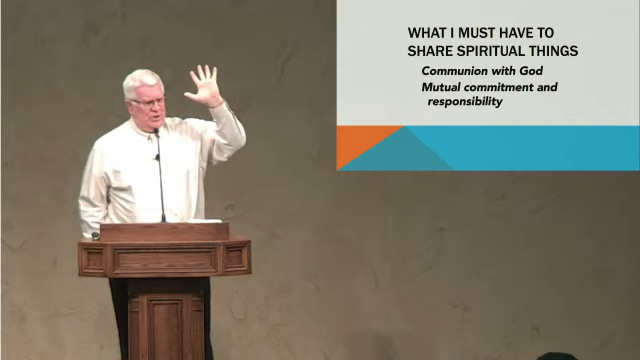 WHAT I MUST HAVE TO
SHARE SPIRITUAL THINGS
Communion with God
Mutual commitment and
responsibility